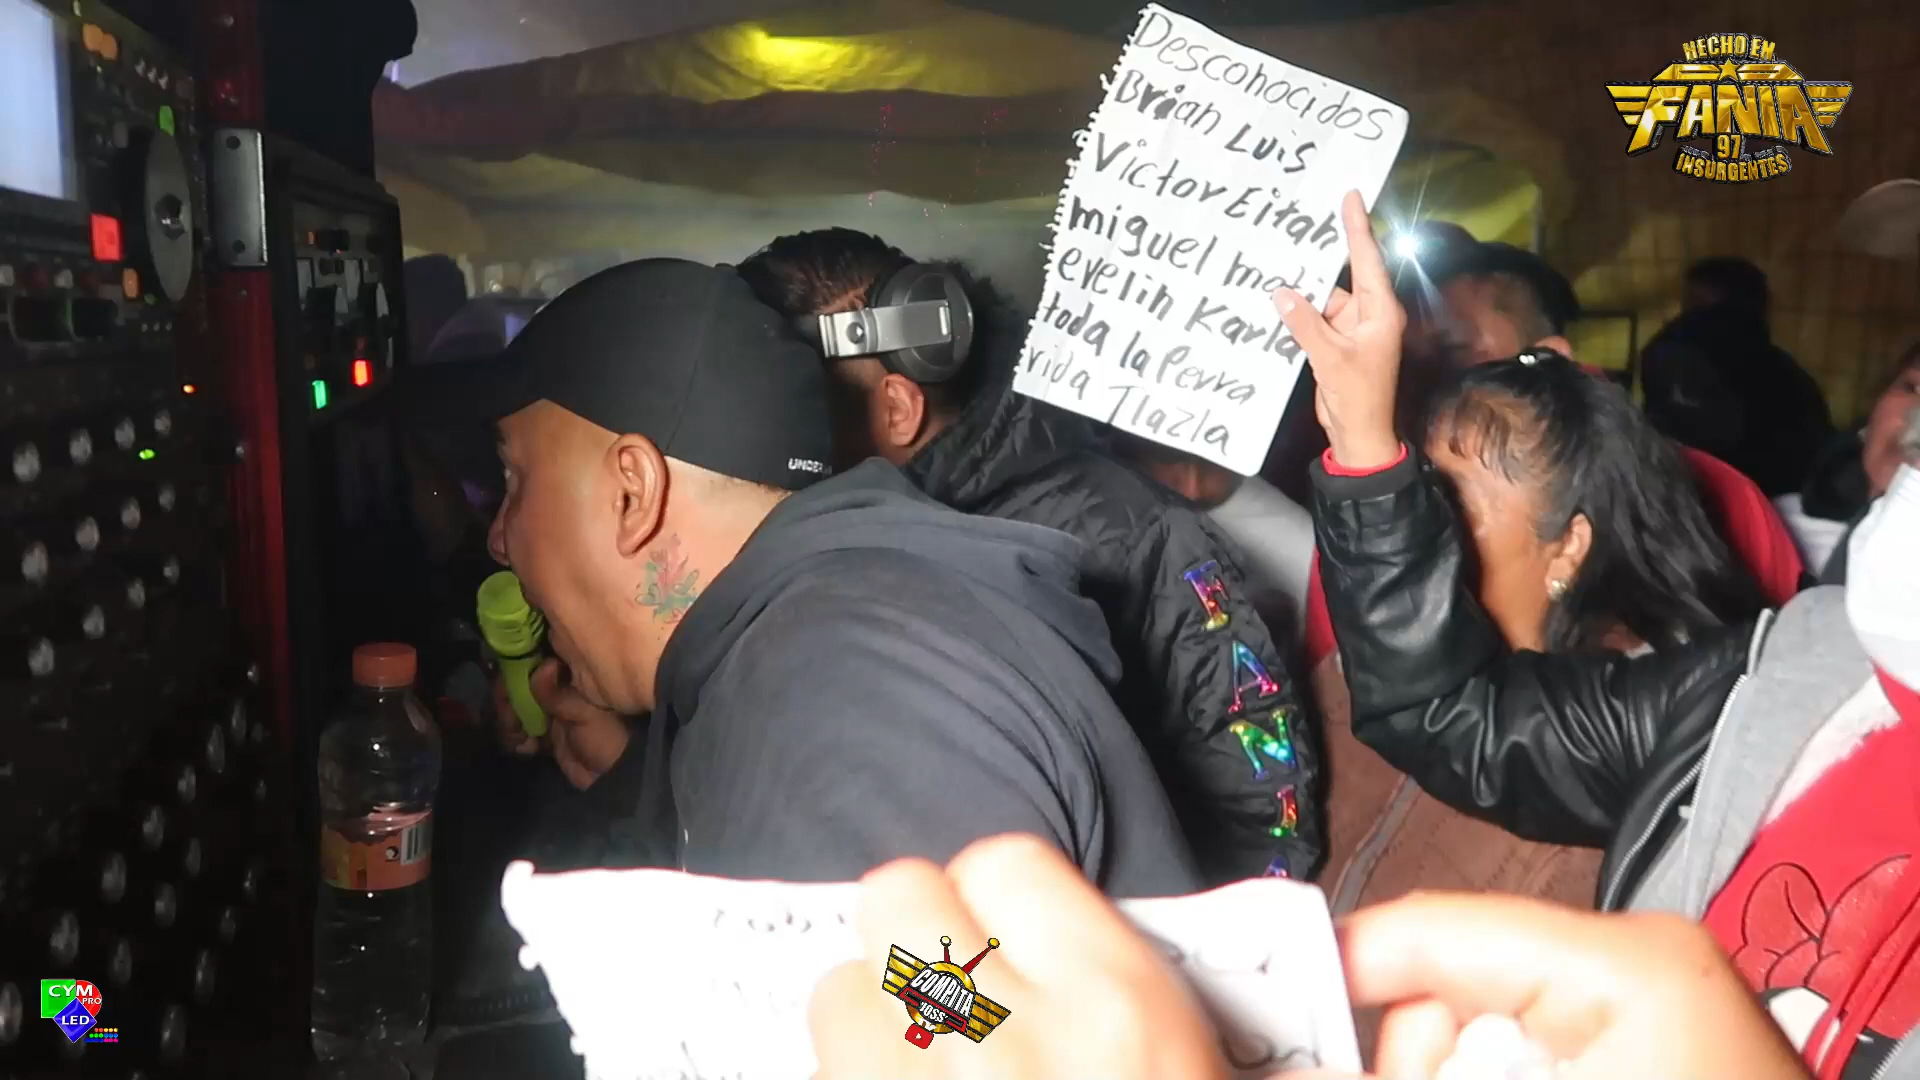 Desconocidos
Brian Luis
Victor Eitan
miguel mati
evelin Karla
toda la Perra
vida Tlazla
HECHO EN
FANIA
97
INSURGENTES
UNDER
FANIA
COMPITA
CYM
PRO
LED